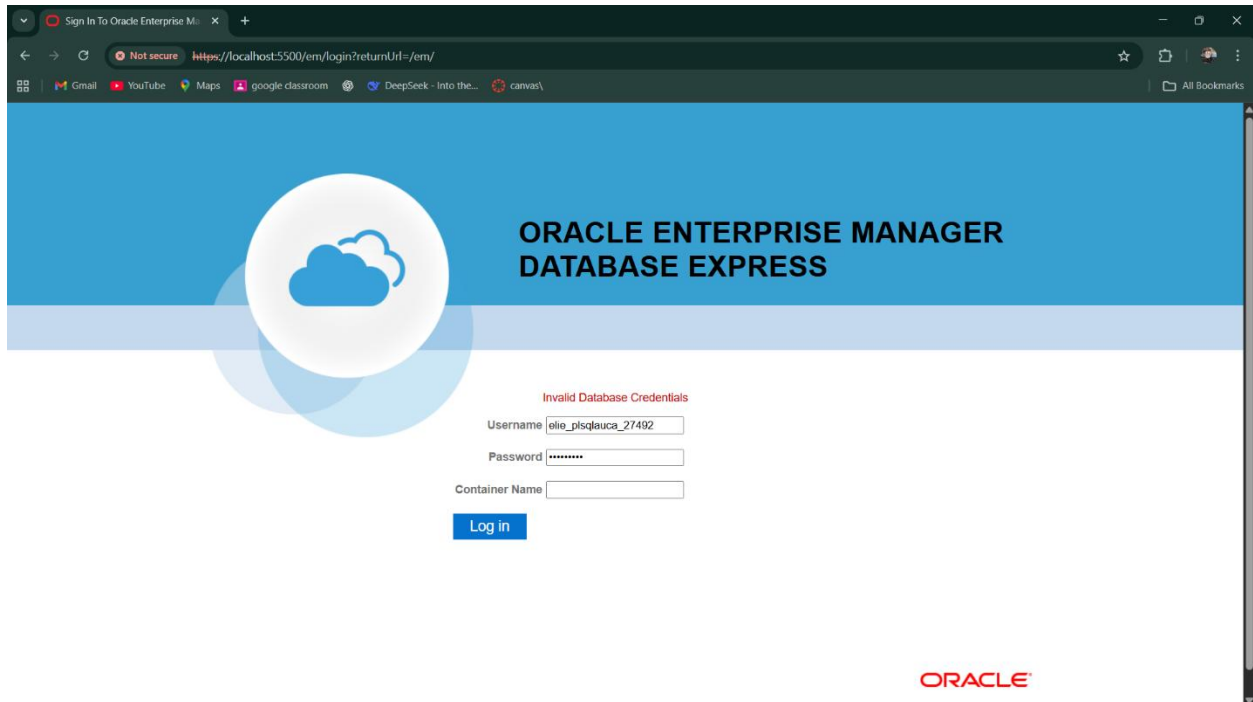 Sign In To Oracle Enterprise Ma
Not secure https://localhost:5500/em/login?returnUrl=/em/
Gmail YouTube Maps google classroom DeepSeek - Into the... canvas\ All Bookmarks
ORACLE ENTERPRISE MANAGER
DATABASE EXPRESS
Invalid Database Credentials
Username elie_plsqlauca_27492
Password •••••••••
Container Name
Log in
ORACLE